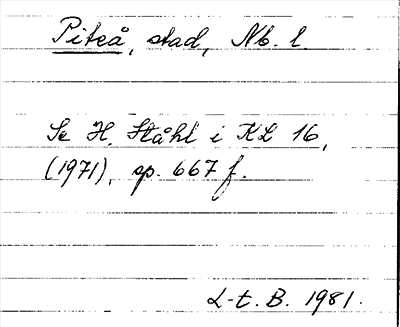 Piteå, stad, Nb. l
Se H. Ståhl i KL 16,
(1971), sp. 667 f.
L-t. B. 1981.